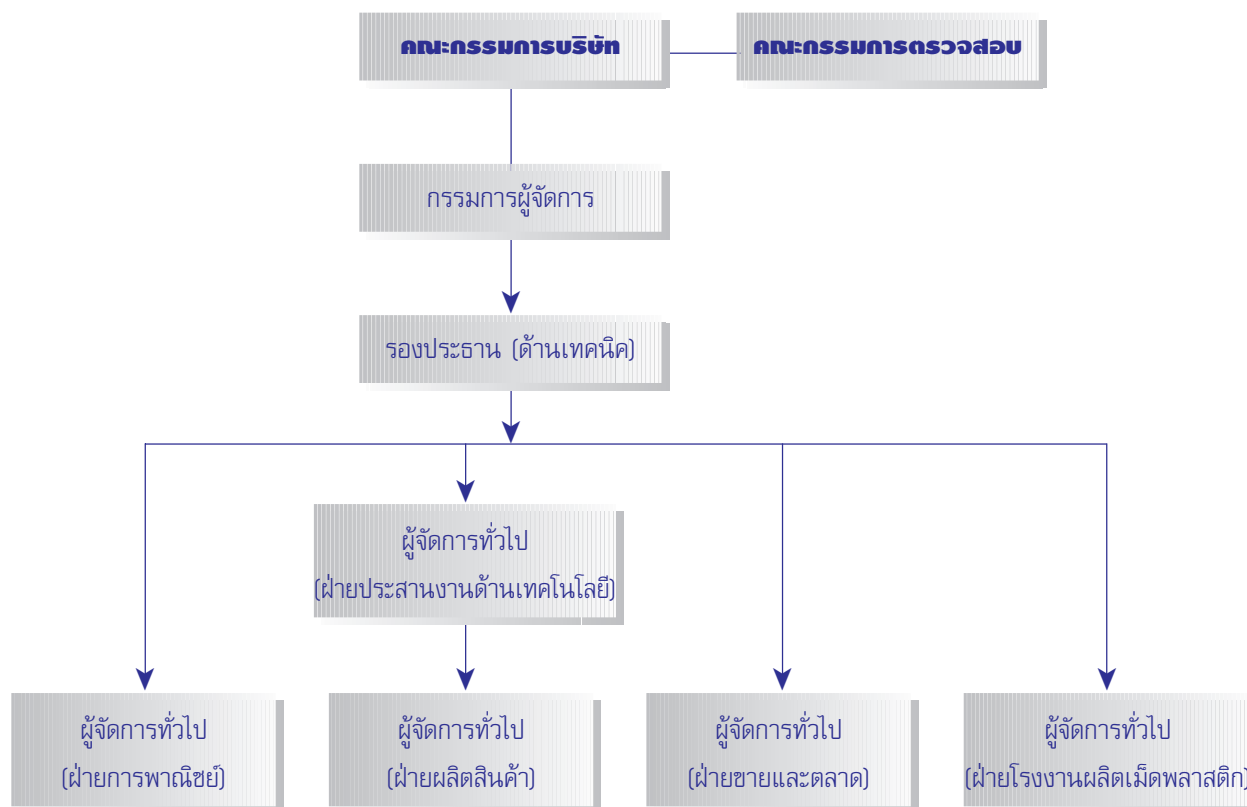 คณะกรรมการบริษัท
คณะกรรมการตรวจสอบ
กรรมการผู้จัดการ
รองประธาน (ด้านเทคนิค)
ผู้จัดการทั่วไป
(ฝ่ายประสานงานด้านเทคโนโลยี)
ผู้จัดการทั่วไป
(ฝ่ายการพาณิชย์)
ผู้จัดการทั่วไป
(ฝ่ายผลิตสินค้า)
ผู้จัดการทั่วไป
(ฝ่ายขายและตลาด)
ผู้จัดการทั่วไป
(ฝ่ายโรงงานผลิตเม็ดพลาสติก)